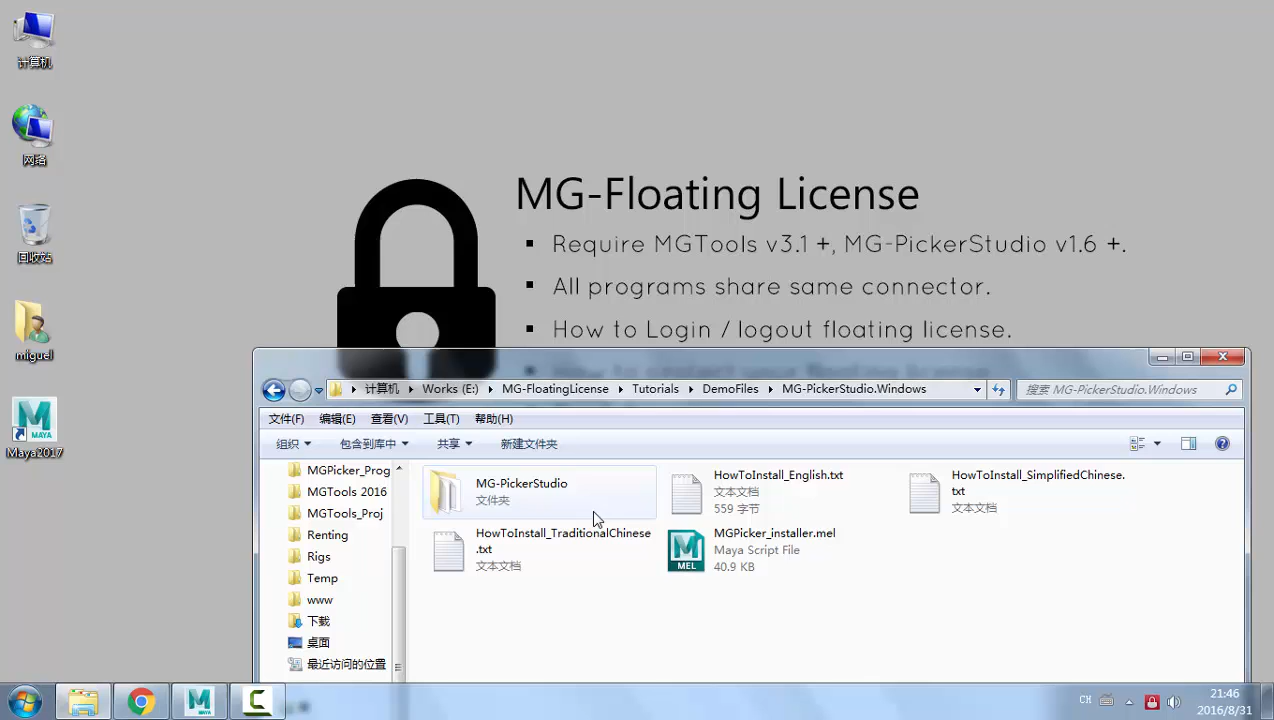 计算机
网络
回收站
miguel
MAYA
Maya2017
MG-Floating License
▪ Require MGTools v3.1 +, MG-PickerStudio v1.6 +.
▪ All programs share same connector.
▪ How to Login / logout floating license.
计算机 Works (E:) MG-FloatingLicense Tutorials DemoFiles MG-PickerStudio.Windows
搜索 MG-PickerStudio.Windows
文件(F) 编辑(E) 查看(V) 工具(T) 帮助(H)
组织 包含到库中 共享 新建文件夹
MGPicker_Prog
MGTools 2016
MGTools_Proj
Renting
Rigs
Temp
www
下载
桌面
最近访问的位置
MG-PickerStudio
文件夹
HowToInstall_English.txt
文本文档
559 字节
HowToInstall_SimplifiedChinese.
txt
文本文档
HowToInstall_TraditionalChinese
.txt
文本文档
MEL
MGPicker_installer.mel
Maya Script File
40.9 KB
CH
21:46
2016/8/31